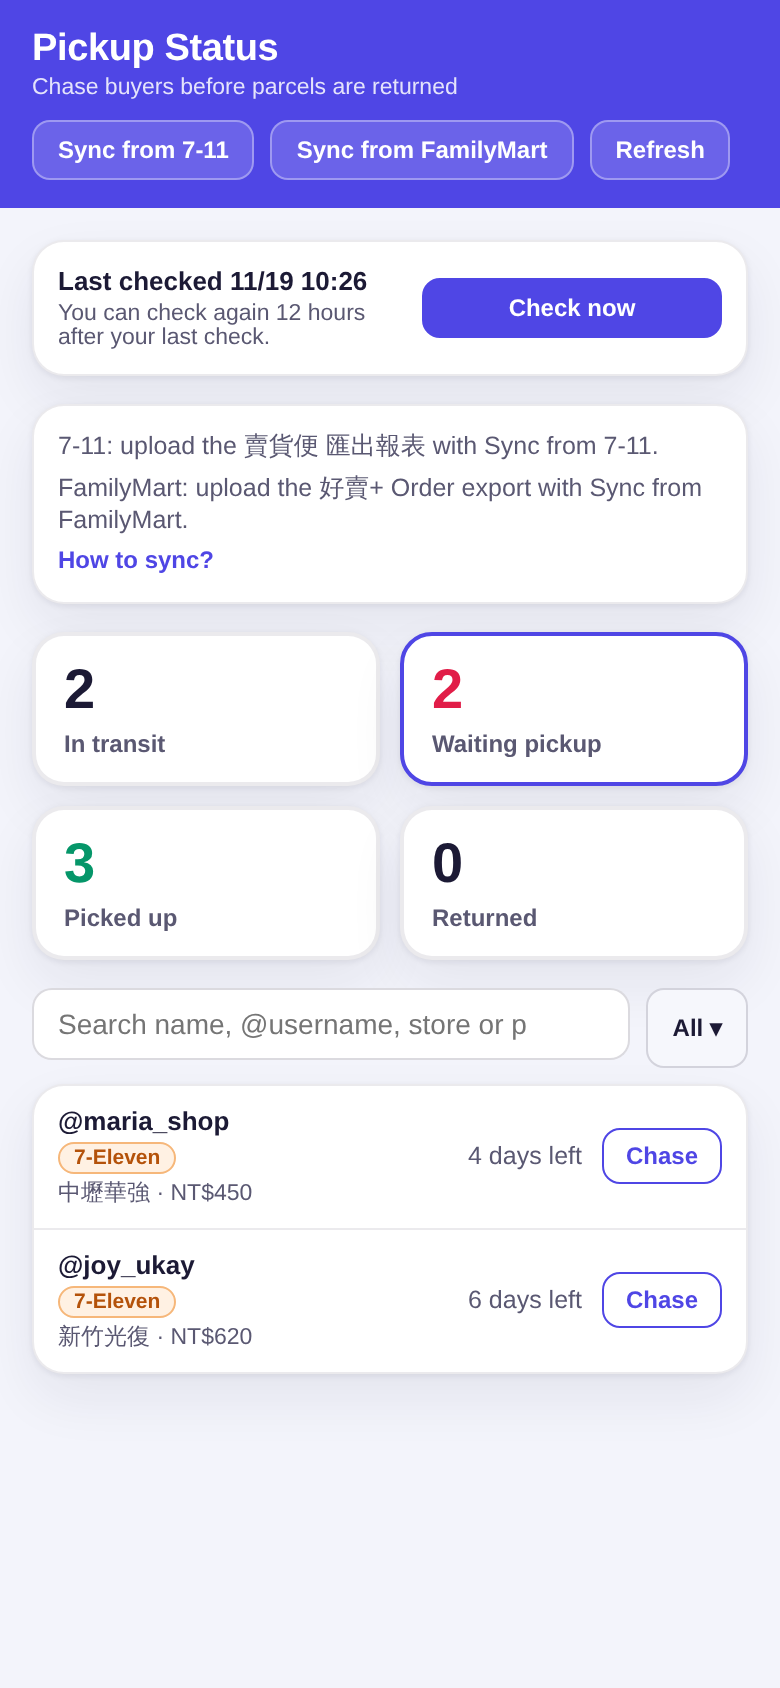 Pickup Status
Chase buyers before parcels are returned
Sync from 7-11
Sync from FamilyMart
Refresh
Last checked 11/19 10:26
You can check again 12 hours
after your last check.
Check now
7-11: upload the 賣貨便 匯出報表 with Sync from 7-11.
FamilyMart: upload the 好賣+ Order export with Sync from
FamilyMart.
How to sync?
2
In transit
2
Waiting pickup
3
Picked up
0
Returned
Search name, @username, store or p
All ▾
@maria_shop
7-Eleven
中壢華強 · NT$450
4 days left
Chase
@joy_ukay
7-Eleven
新竹光復 · NT$620
6 days left
Chase